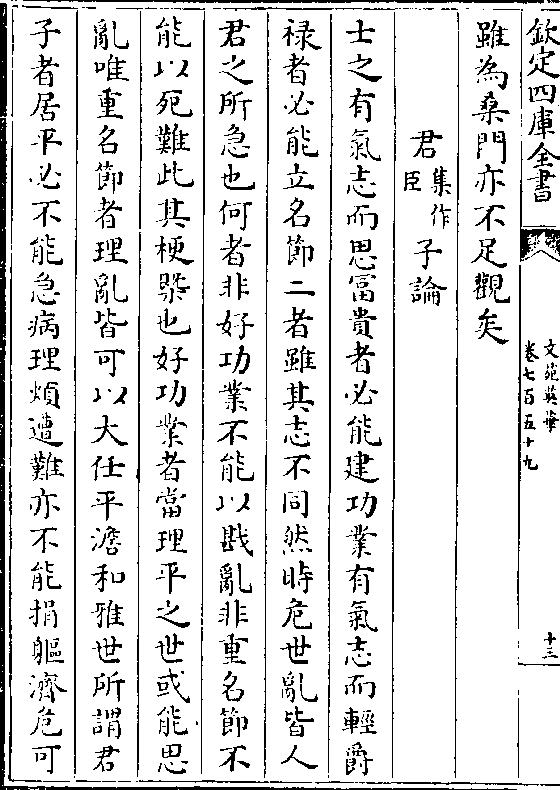 欽定四庫全書
文苑英華
卷七百五十九
十三
雖為桑門亦不足觀矣
君集作臣子論
士之有氣志而思富貴者必能建功業有氣志而輕爵
祿者必能立名節二者雖其志不同然時危世亂皆人
君之所急也何者非好功業不能以戡亂非重名節不
能以死難此其梗槩也好功業者當理平之世或能思
亂唯重名節者理亂皆可以大任平澹和雅世所謂君
子者居平必不能急病理煩遭難亦不能捐軀濟危可